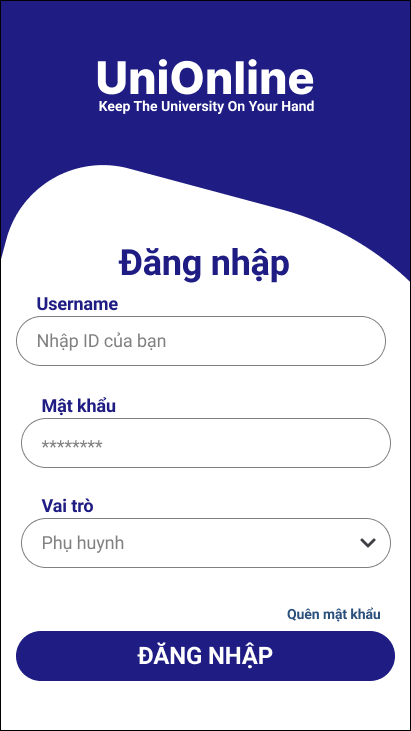 UniOnline
Keep The University On Your Hand
Đăng nhập
Username
Nhập ID của bạn
Mật khẩu
********
Vai trò
Phụ huynh
Quên mật khẩu
ĐĂNG NHẬP